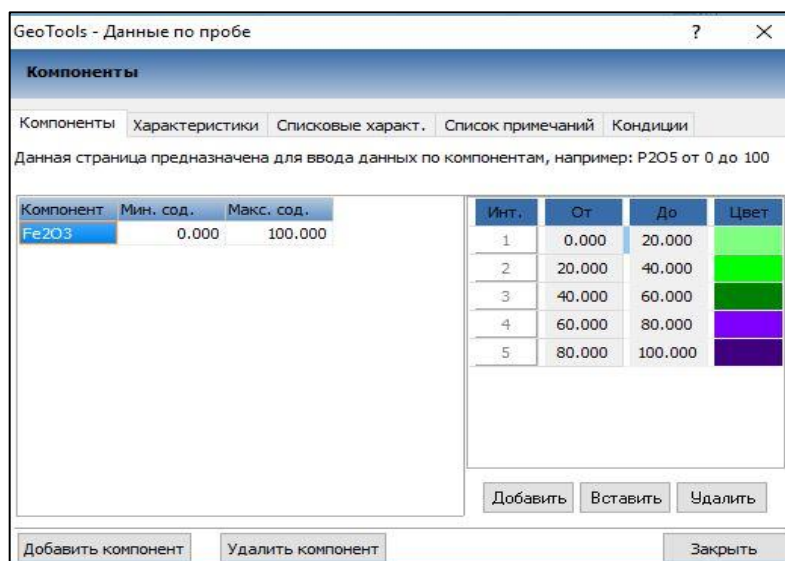 GeoTools - Данные по пробе ? ×
Компоненты
Компоненты Характеристики Списковые характ. Список примечаний Кондиции
Данная страница предназначена для ввода данных по компонентам, например: P2O5 от 0 до 100
Компонент Мин. сод. Макс. сод.
Fe2O3 0.000 100.000
Инт. От До Цвет
1 0.000 20.000
2 20.000 40.000
3 40.000 60.000
4 60.000 80.000
5 80.000 100.000
Добавить Вставить Удалить
Добавить компонент Удалить компонент Закрыть